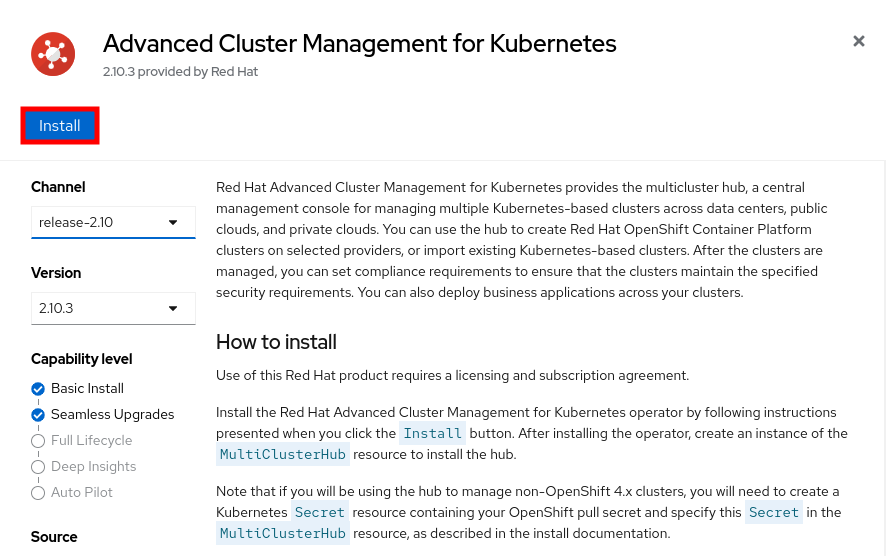 Advanced Cluster Management for Kubernetes
2.10.3 provided by Red Hat
Install
Channel
release-2.10
Version
2.10.3
Capability level
Basic Install
Seamless Upgrades
Full Lifecycle
Deep Insights
Auto Pilot
Source
Red Hat Advanced Cluster Management for Kubernetes provides the multicluster hub, a central
management console for managing multiple Kubernetes-based clusters across data centers, public
clouds, and private clouds. You can use the hub to create Red Hat OpenShift Container Platform
clusters on selected providers, or import existing Kubernetes-based clusters. After the clusters are
managed, you can set compliance requirements to ensure that the clusters maintain the specified
security requirements. You can also deploy business applications across your clusters.
How to install
Use of this Red Hat product requires a licensing and subscription agreement.
Install the Red Hat Advanced Cluster Management for Kubernetes operator by following instructions
presented when you click the Install button. After installing the operator, create an instance of the
MultiClusterHub resource to install the hub.
Note that if you will be using the hub to manage non-OpenShift 4.x clusters, you will need to create a
Kubernetes Secret resource containing your OpenShift pull secret and specify this Secret in the
MultiClusterHub resource, as described in the install documentation.